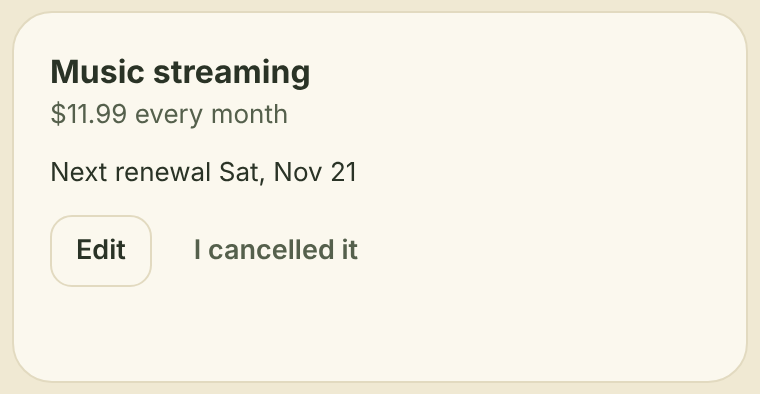 Music streaming
$11.99 every month
Next renewal Sat, Nov 21
Edit
I cancelled it